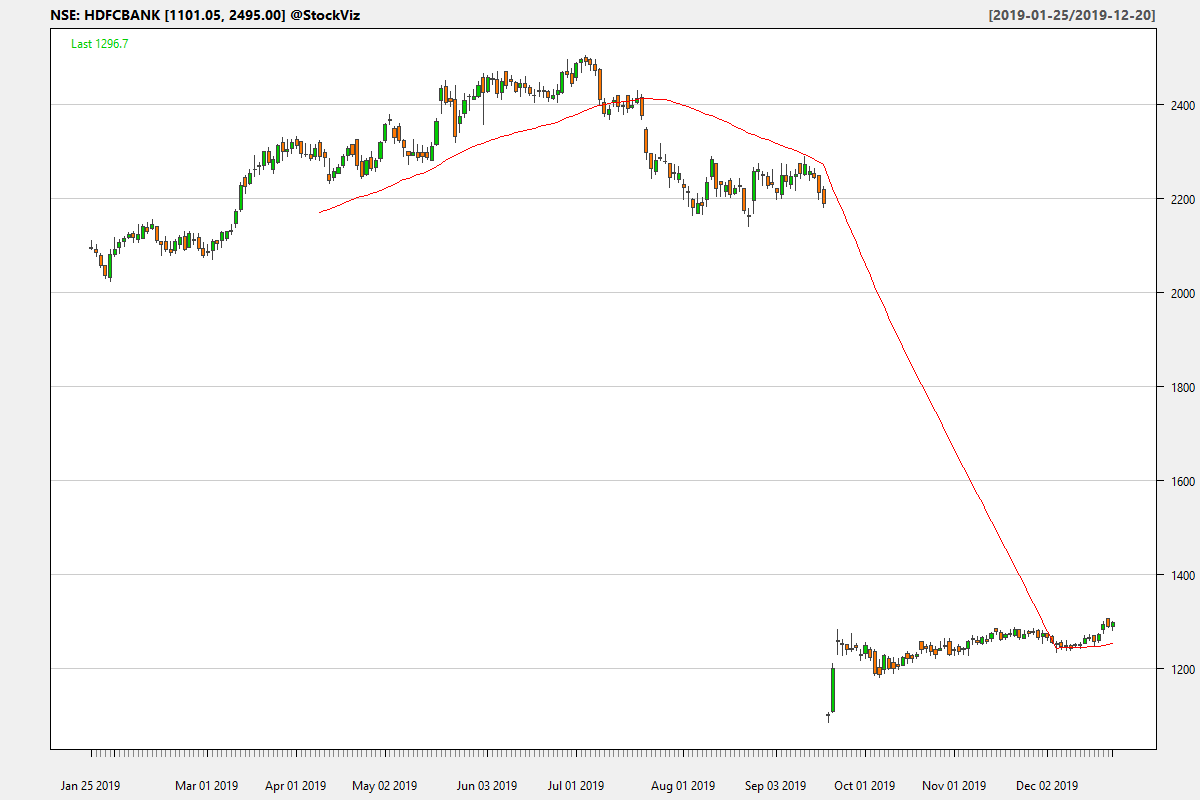 NSE: HDFCBANK [1101.05, 2495.00] @StockViz
[2019-01-25/2019-12-20]
Last 1296.7
2400
2200
2000
1800
1600
1400
1200
Jan 25 2019 Mar 01 2019 Apr 01 2019 May 02 2019 Jun 03 2019 Jul 01 2019 Aug 01 2019 Sep 03 2019 Oct 01 2019 Nov 01 2019 Dec 02 2019